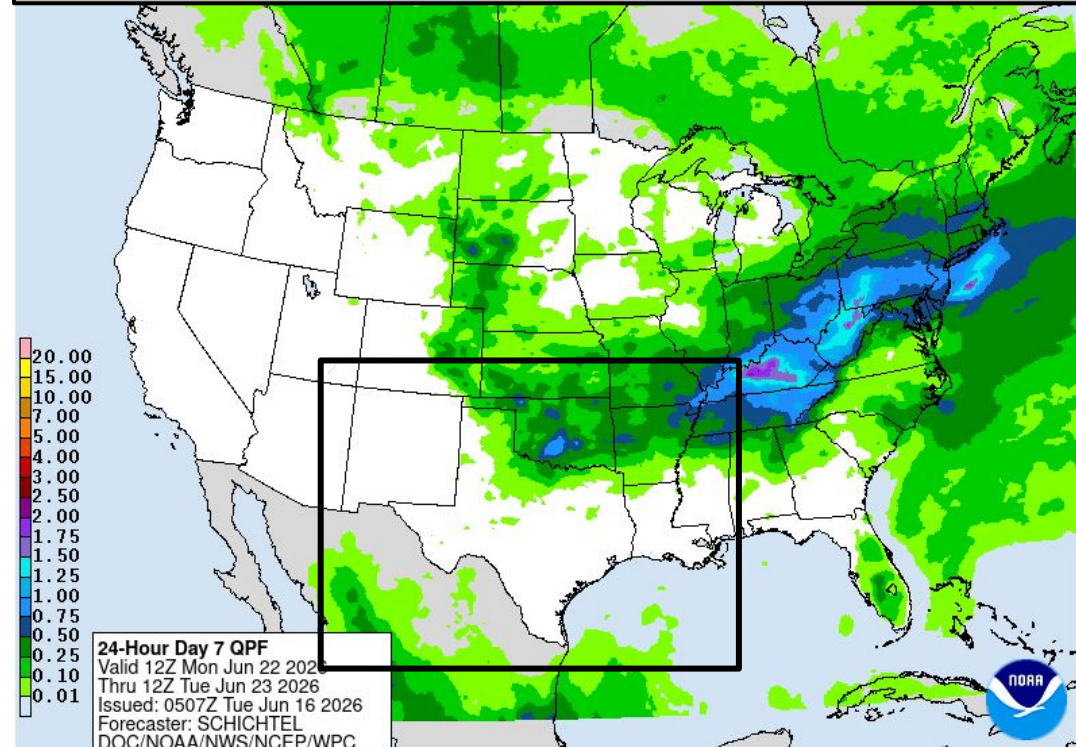 20.00
15.00
10.00
7.00
5.00
4.00
3.00
2.50
2.00
1.75
1.50
1.25
1.00
0.75
0.50
0.25
0.10
0.01
24-Hour Day 7 QPF
Valid 12Z Mon Jun 22 2026
Thru 12Z Tue Jun 23 2026
Issued: 0507Z Tue Jun 16 2026
Forecaster: SCHICHTEL
DOC/NOAA/NWS/NCEP/WPC
NOAA